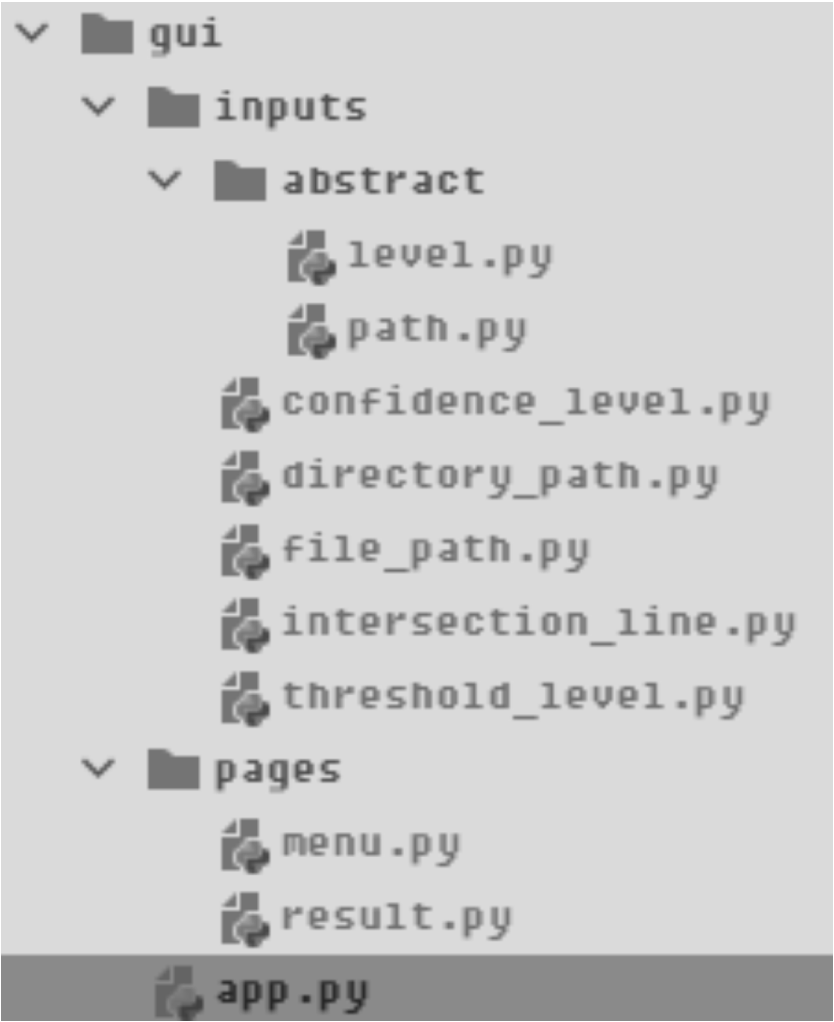 gui
inputs
abstract
level.py
path.py
confidence_level.py
directory_path.py
file_path.py
intersection_line.py
threshold_level.py
pages
menu.py
result.py
app.py